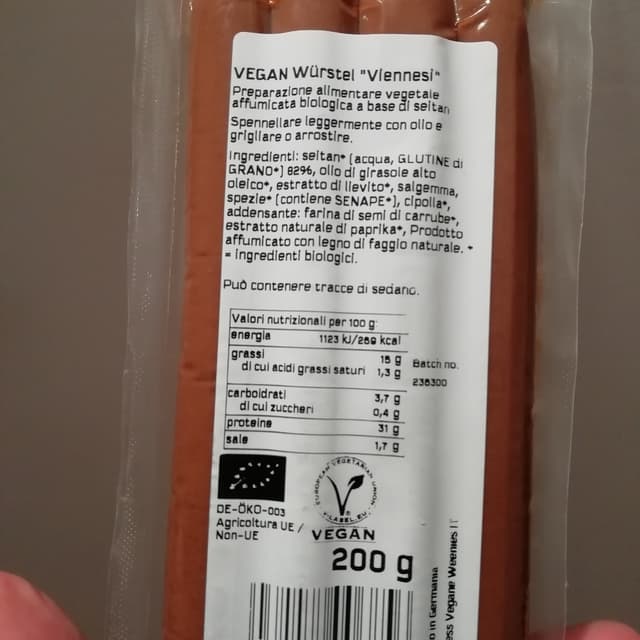 VEGAN Würstel "Viennesi"
Preparazione alimentare vegetale
affumicata biologica a base di seitan
Spennellare leggermente con olio e
grigliare o arrostire.
Ingredienti: seitan* (acqua, GLUTINE di
GRANO*) 82%, olio di girasole alto
oleico*, estratto di lievito*, salgemma,
spezie* (contiene SENAPE*), cipolla*,
addensante: farina di semi di carrube*,
estratto naturale di paprika*, Prodotto
affumicato con legno di faggio naturale. *
= ingredienti biologici.
Può contenere tracce di sedano.
Valori nutrizionali per 100 g:
energia 1123 kJ/269 kcal
grassi 15 g
di cui acidi grassi saturi 1,3 g
carboidrati 3,7 g
di cui zuccheri 0,4 g
proteine 31 g
sale 1,7 g
Batch no.
236300
DE-ÖKO-003
Agricoltura UE /
Non-UE
EUROPEAN VEGETARIAN UNION
V-LABEL.EU
VEGAN
200 g
in Germania
Vegane Weenies IT